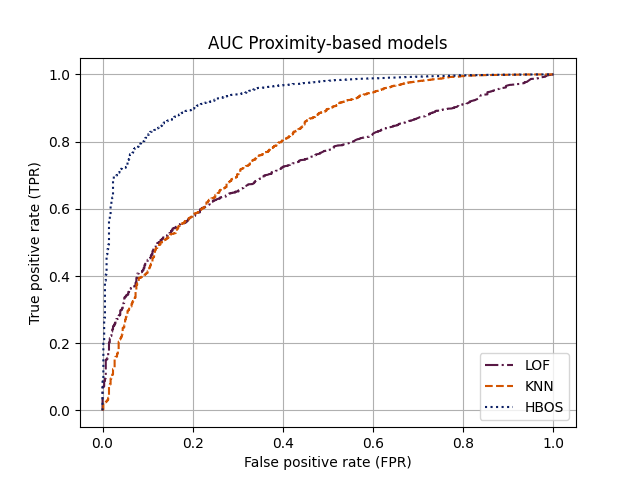 AUC Proximity-based models
True positive rate (TPR)
1.0
0.8
0.6
0.4
0.2
0.0
0.0 0.2 0.4 0.6 0.8 1.0
False positive rate (FPR)
LOF
KNN
HBOS